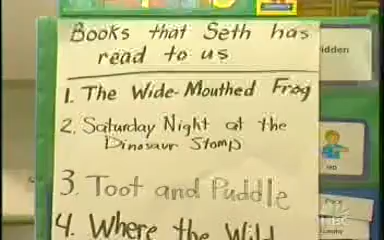 Books that Seth has
read to us
1. The Wide-Mouthed Frog
2. Saturday Night at the
Dinosaur Stomp
3. Toot and Puddle
4. Where the Wild